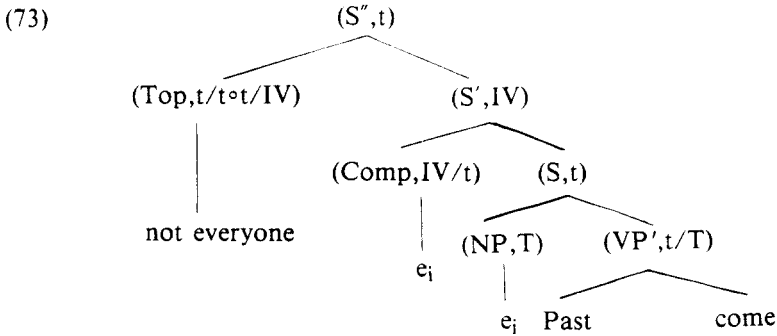 (73) (S″,t)
(Top,t/t∘t/IV) (S′,IV)
(Comp,IV/t) (S,t)
not everyone (NP,T) (VP′,t/T)
eᵢ
eᵢ Past come